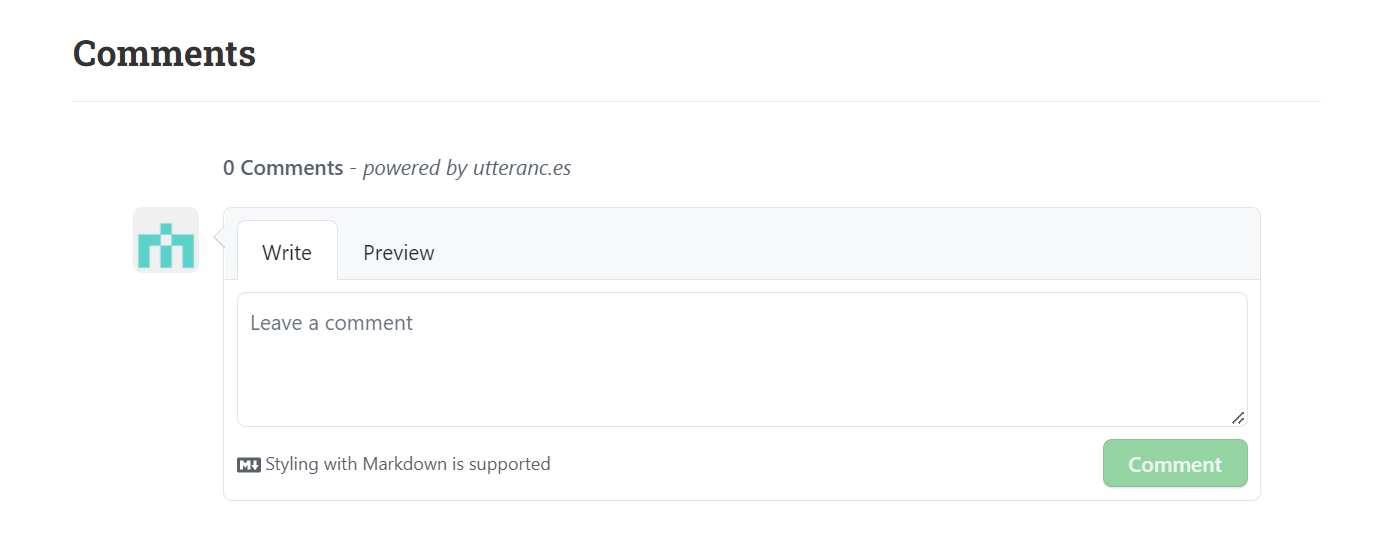 Comments
0 Comments - powered by utteranc.es
Write Preview
Leave a comment
M↓ Styling with Markdown is supported
Comment